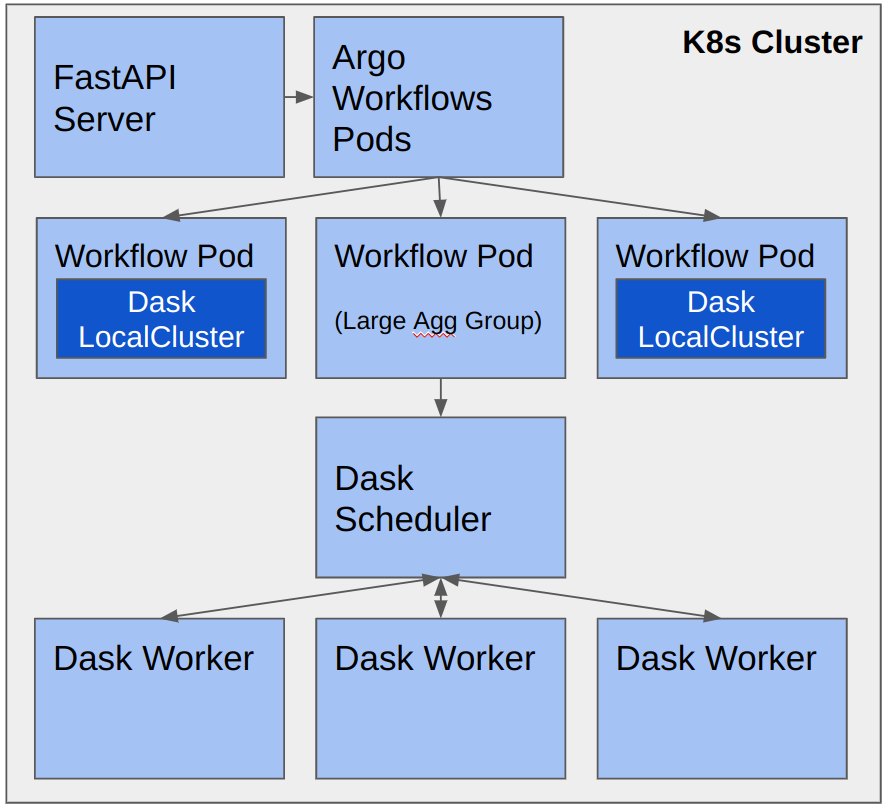 K8s Cluster
FastAPI
Server
Argo
Workflows
Pods
Workflow Pod
Dask
LocalCluster
Workflow Pod
(Large Agg Group)
Workflow Pod
Dask
LocalCluster
Dask
Scheduler
Dask Worker
Dask Worker
Dask Worker